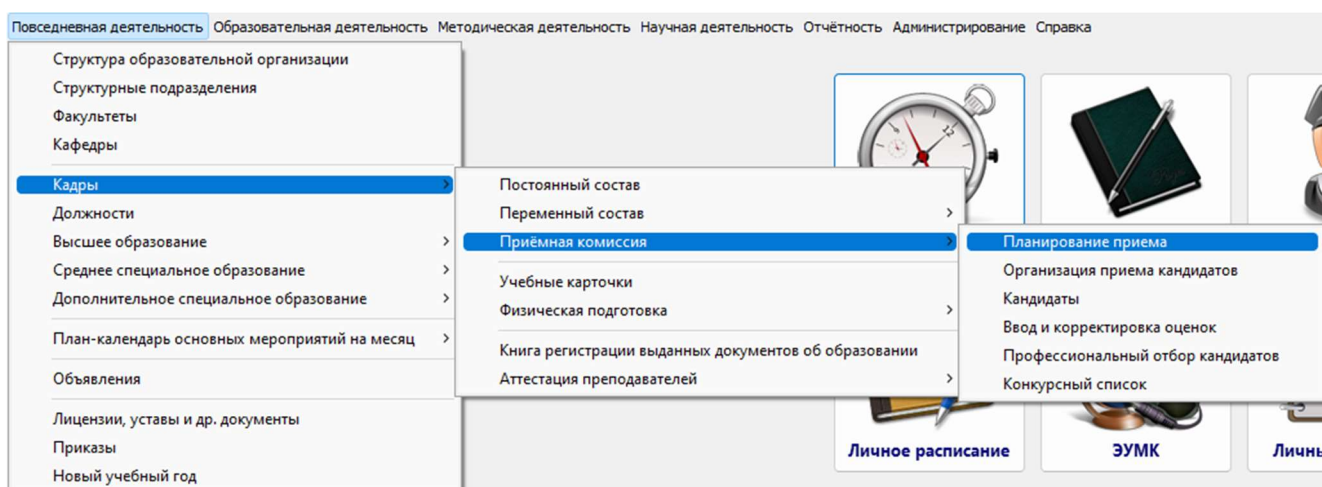 Повседневная деятельность Образовательная деятельность Методическая деятельность Научная деятельность Отчётность Администрирование Справка
Структура образовательной организации
Структурные подразделения
Факультеты
Кафедры
Кадры
Должности
Высшее образование
Среднее специальное образование
Дополнительное специальное образование
План-календарь основных мероприятий на месяц
Объявления
Лицензии, уставы и др. документы
Приказы
Новый учебный год
Постоянный состав
Переменный состав
Приёмная комиссия
Учебные карточки
Физическая подготовка
Книга регистрации выданных документов об образовании
Аттестация преподавателей
Планирование приема
Организация приема кандидатов
Кандидаты
Ввод и корректировка оценок
Профессиональный отбор кандидатов
Конкурсный список
12
Личное расписание
ЭУМК